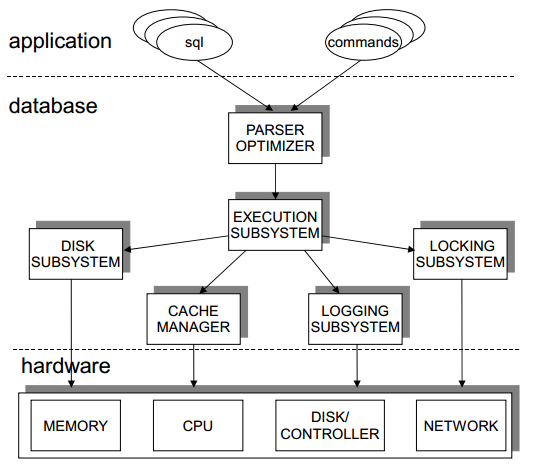 application
sql
commands
database
PARSER
OPTIMIZER
EXECUTION
SUBSYSTEM
DISK
SUBSYSTEM
LOCKING
SUBSYSTEM
CACHE
MANAGER
LOGGING
SUBSYSTEM
hardware
MEMORY
CPU
DISK/
CONTROLLER
NETWORK